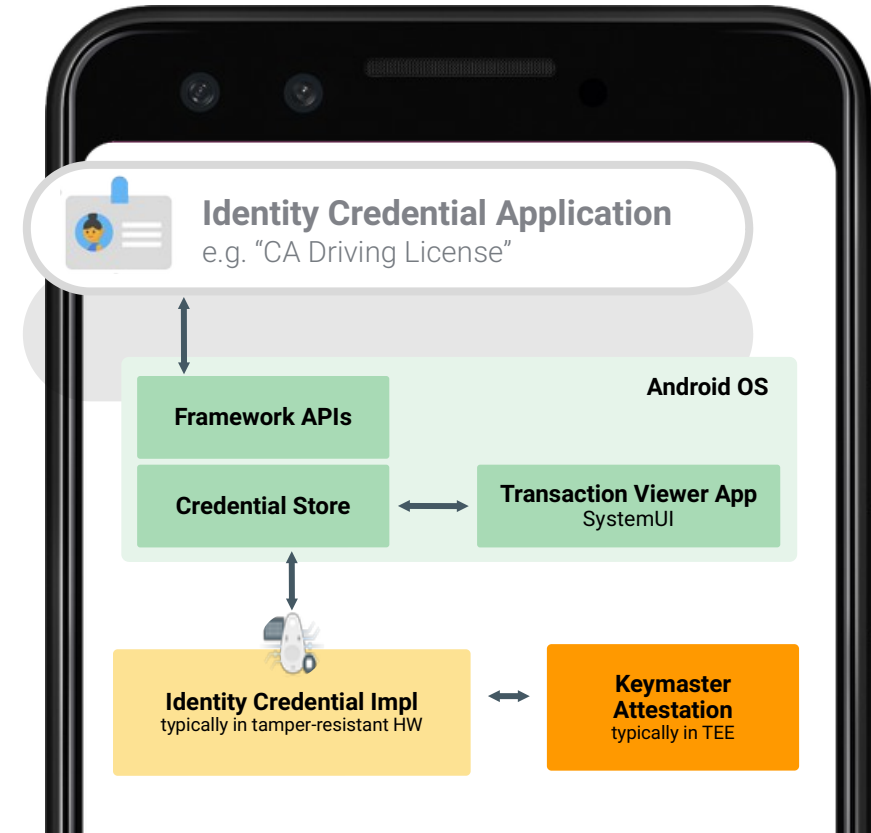 Identity Credential Application
e.g. “CA Driving License”
Android OS
Framework APIs
Credential Store
Transaction Viewer App
SystemUI
Identity Credential Impl
typically in tamper-resistant HW
Keymaster
Attestation
typically in TEE